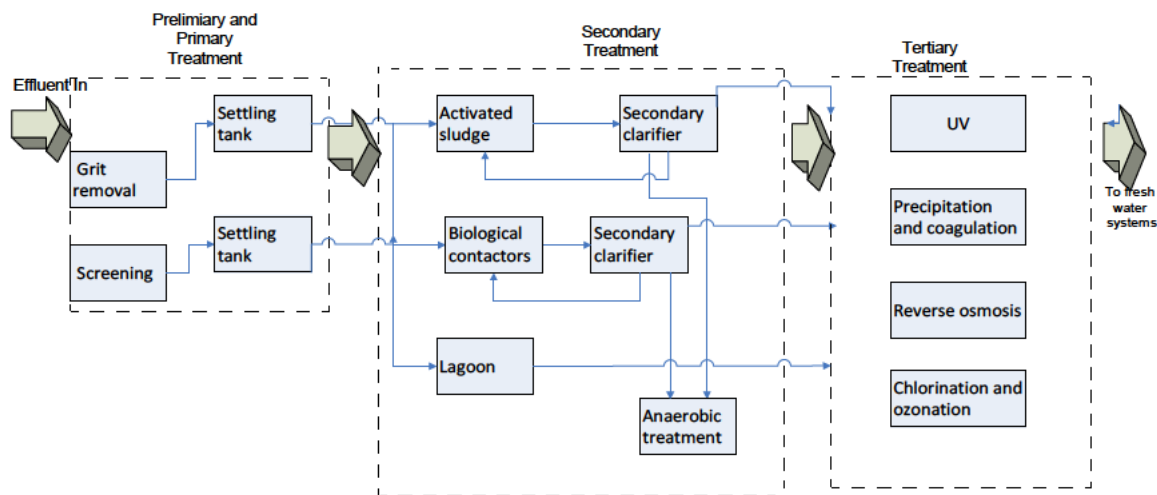 Prelimiary and
Primary
Treatment
Secondary
Treatment
Tertiary
Treatment
Effluent In
Settling
tank
Grit
removal
Settling
tank
Screening
Activated
sludge
Secondary
clarifier
Biological
contactors
Secondary
clarifier
Lagoon
Anaerobic
treatment
UV
Precipitation
and coagulation
Reverse osmosis
Chlorination and
ozonation
To fresh
water
systems